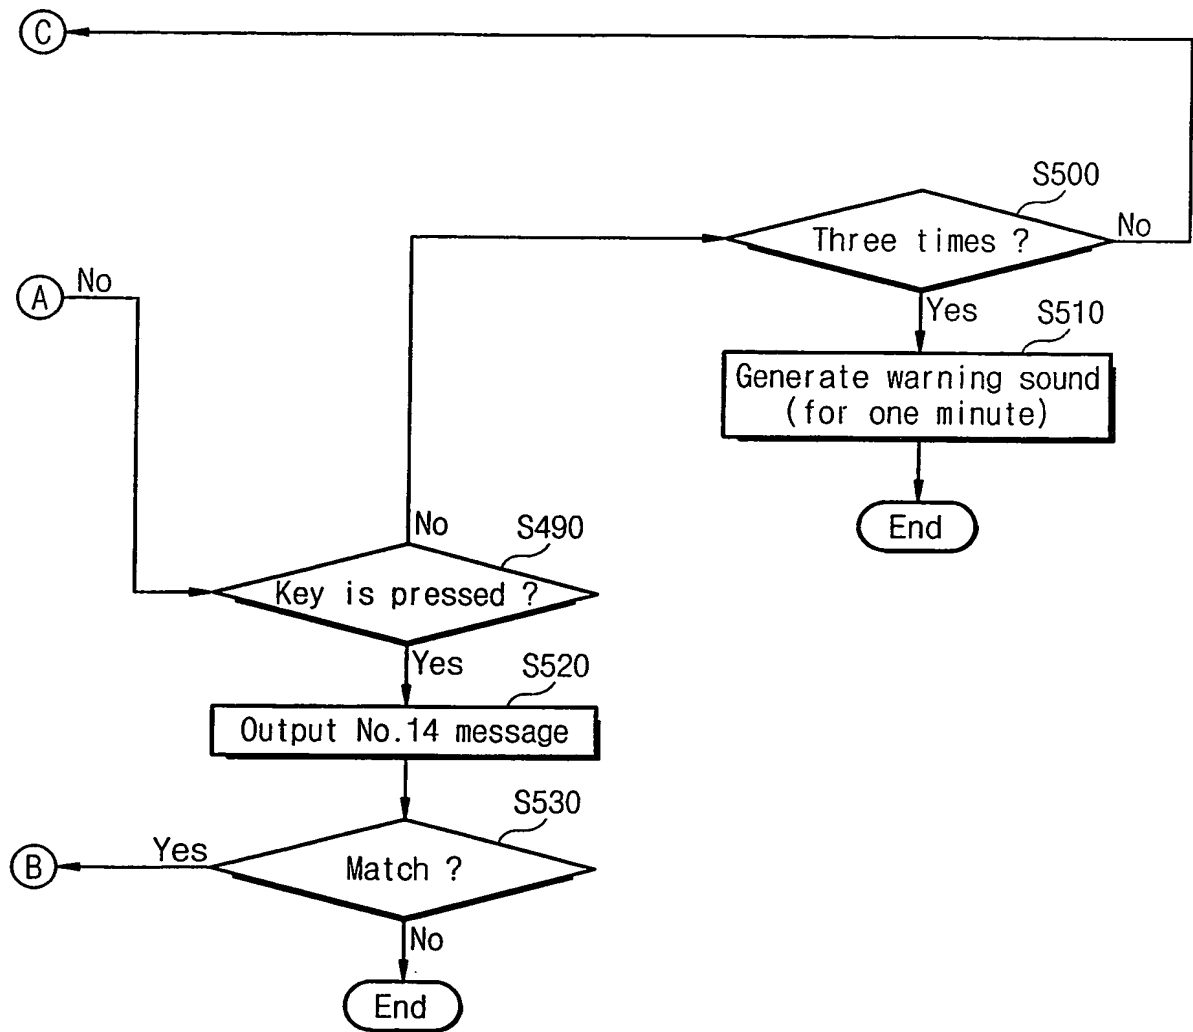 C
S500
Three times ?
No
A
No
Yes
S510
Generate warning sound
(for one minute)
End
No
S490
Key is pressed ?
Yes
S520
Output No.14 message
S530
B
Yes
Match ?
No
End